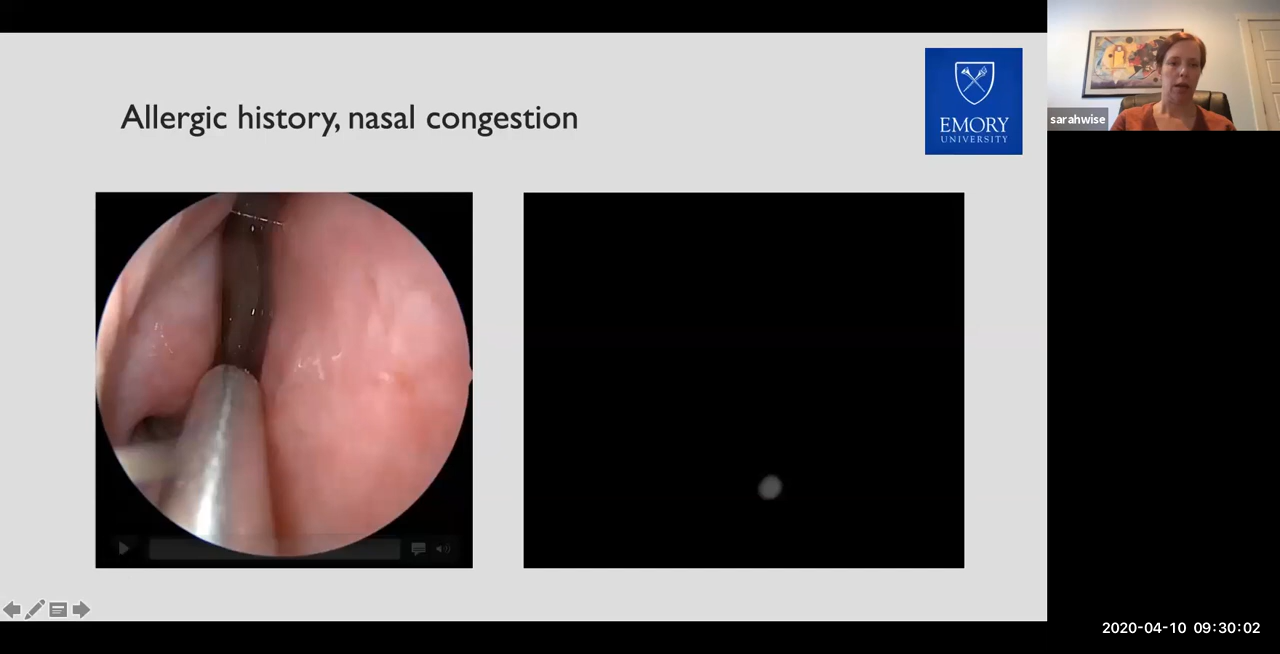 Allergic history, nasal congestion
EMORY
UNIVERSITY
sarahwise
2020-04-10 09:30:02